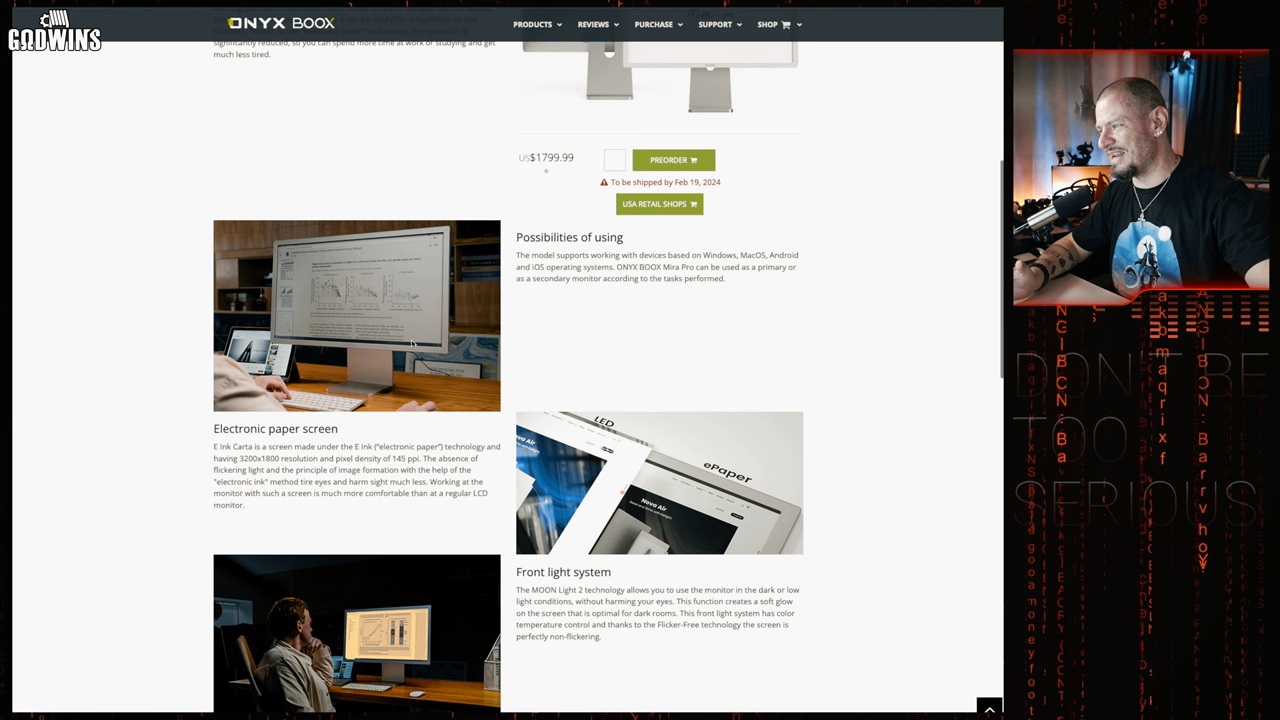 GODWINS
ONYX BOOX
PRODUCTS
REVIEWS
PURCHASE
SUPPORT
SHOP
significantly reduced, so you can spend more time at work or studying and get
much less tired.
US$1799.99
*
PREORDER
To be shipped by Feb 19, 2024
USA RETAIL SHOPS
Possibilities of using
The model supports working with devices based on Windows, MacOS, Android
and iOS operating systems. ONYX BOOX Mira Pro can be used as a primary or
as a secondary monitor according to the tasks performed.
Electronic paper screen
E Ink Carta is a screen made under the E Ink ("electronic paper") technology and
having 3200x1800 resolution and pixel density of 145 ppi. The absence of
flickering light and the principle of image formation with the help of the
"electronic ink" method tire eyes and harm sight much less. Working at the
monitor with such a screen is much more comfortable than at a regular LCD
monitor.
LED
ePaper
Nova Air
Nova Air
Front light system
The MOON Light 2 technology allows you to use the monitor in the dark or low
light conditions, without harming your eyes. This function creates a soft glow
on the screen that is optimal for dark rooms. This front light system has color
temperature control and thanks to the Flicker-Free technology the screen is
perfectly non-flickering.
DON'T BE
TOO
SERIOUS